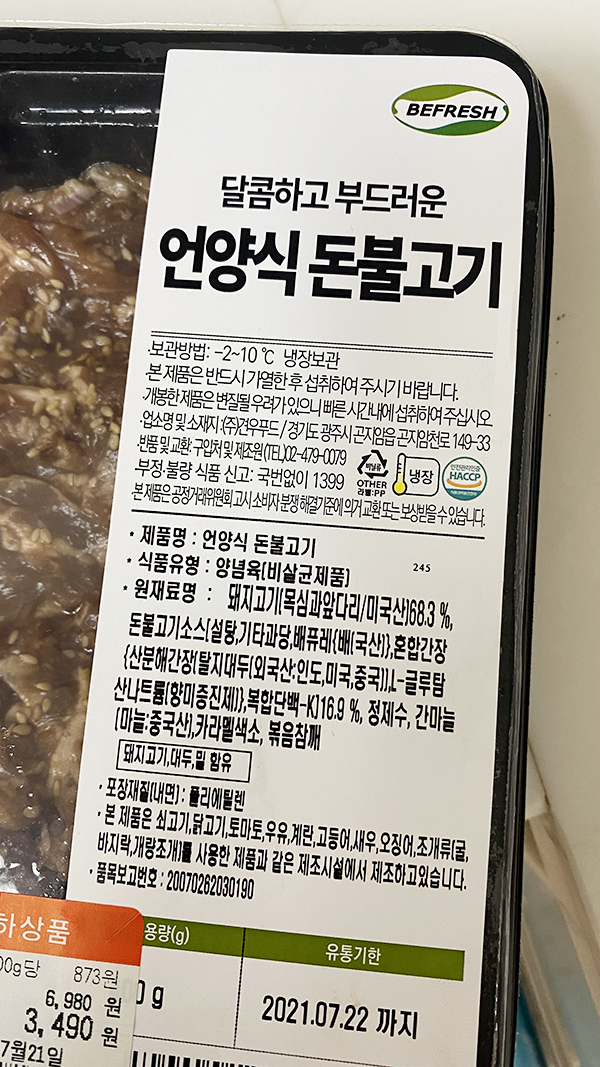 BEFRESH
달콤하고 부드러운
언양식 돈불고기
·보관방법: -2~10℃ 냉장보관
·본 제품은 반드시 가열한 후 섭취하여 주시기 바랍니다.
·개봉한 제품은 변질될 우려가 있으니 빠른 시간내에 섭취하여 주십시오.
·업소명 및 소재지 :(주)견우푸드 / 경기도 광주시 곤지암읍 곤지암천로 149-33
·반품 및 교환: 구입처 및 제조원(TEL)02-479-0079
부정·불량 식품 신고: 국번없이 1399
·본 제품은 공정거래위원회 고시 소비자 분쟁 해결기준에 의거 교환 또는 보상받을 수 있습니다.
비닐류
OTHER
라벨:PP
냉장
안전관리인증
HACCP
* 제품명 : 언양식 돈불고기
* 식품유형 : 양념육(비살균제품)
245
* 원재료명 : 돼지고기[목심과앞다리/미국산]68.3 %,
돈불고기소스[설탕,기타과당,배퓨레{배(국산)},혼합간장
{산분해간장(탈지대두(외국산:인도,미국,중국)),L-글루탐
산나트륨(향미증진제)},복합단백-K]16.9 %, 정제수, 간마늘
[마늘:중국산],카라멜색소, 볶음참깨
돼지고기,대두,밀 함유
· 포장재질(내면) : 폴리에틸렌
· 본 제품은 쇠고기,닭고기,토마토,우유,계란,고등어,새우,오징어,조개류(굴,
바지락,개량조개)를 사용한 제품과 같은 제조시설에서 제조하고있습니다.
· 품목보고번호 : 20070262030190
용량(g)
유통기한
0 g
2021.07.22 까지
하상품
00g당 873원
6,980 원
3,490 원
7월21일